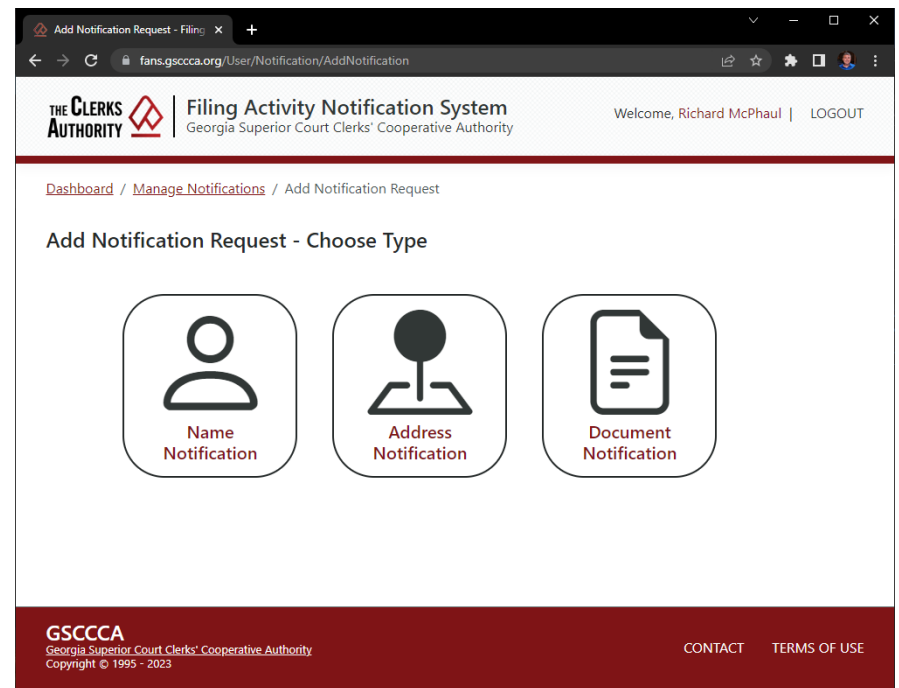 Add Notification Request - Filing
fans.gsccca.org/User/Notification/AddNotification
THE CLERKS AUTHORITY
Filing Activity Notification System
Georgia Superior Court Clerks' Cooperative Authority
Welcome, Richard McPhaul | LOGOUT
Dashboard / Manage Notifications / Add Notification Request
Add Notification Request - Choose Type
Name
Notification
Address
Notification
Document
Notification
GSCCCA
Georgia Superior Court Clerks' Cooperative Authority
Copyright © 1995 - 2023
CONTACT TERMS OF USE